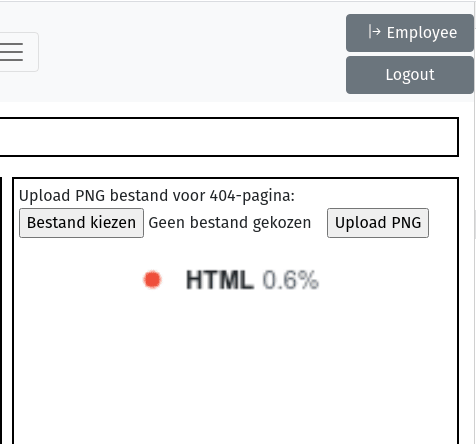 Employee
Logout
Upload PNG bestand voor 404-pagina:
Bestand kiezen Geen bestand gekozen Upload PNG
HTML 0.6%